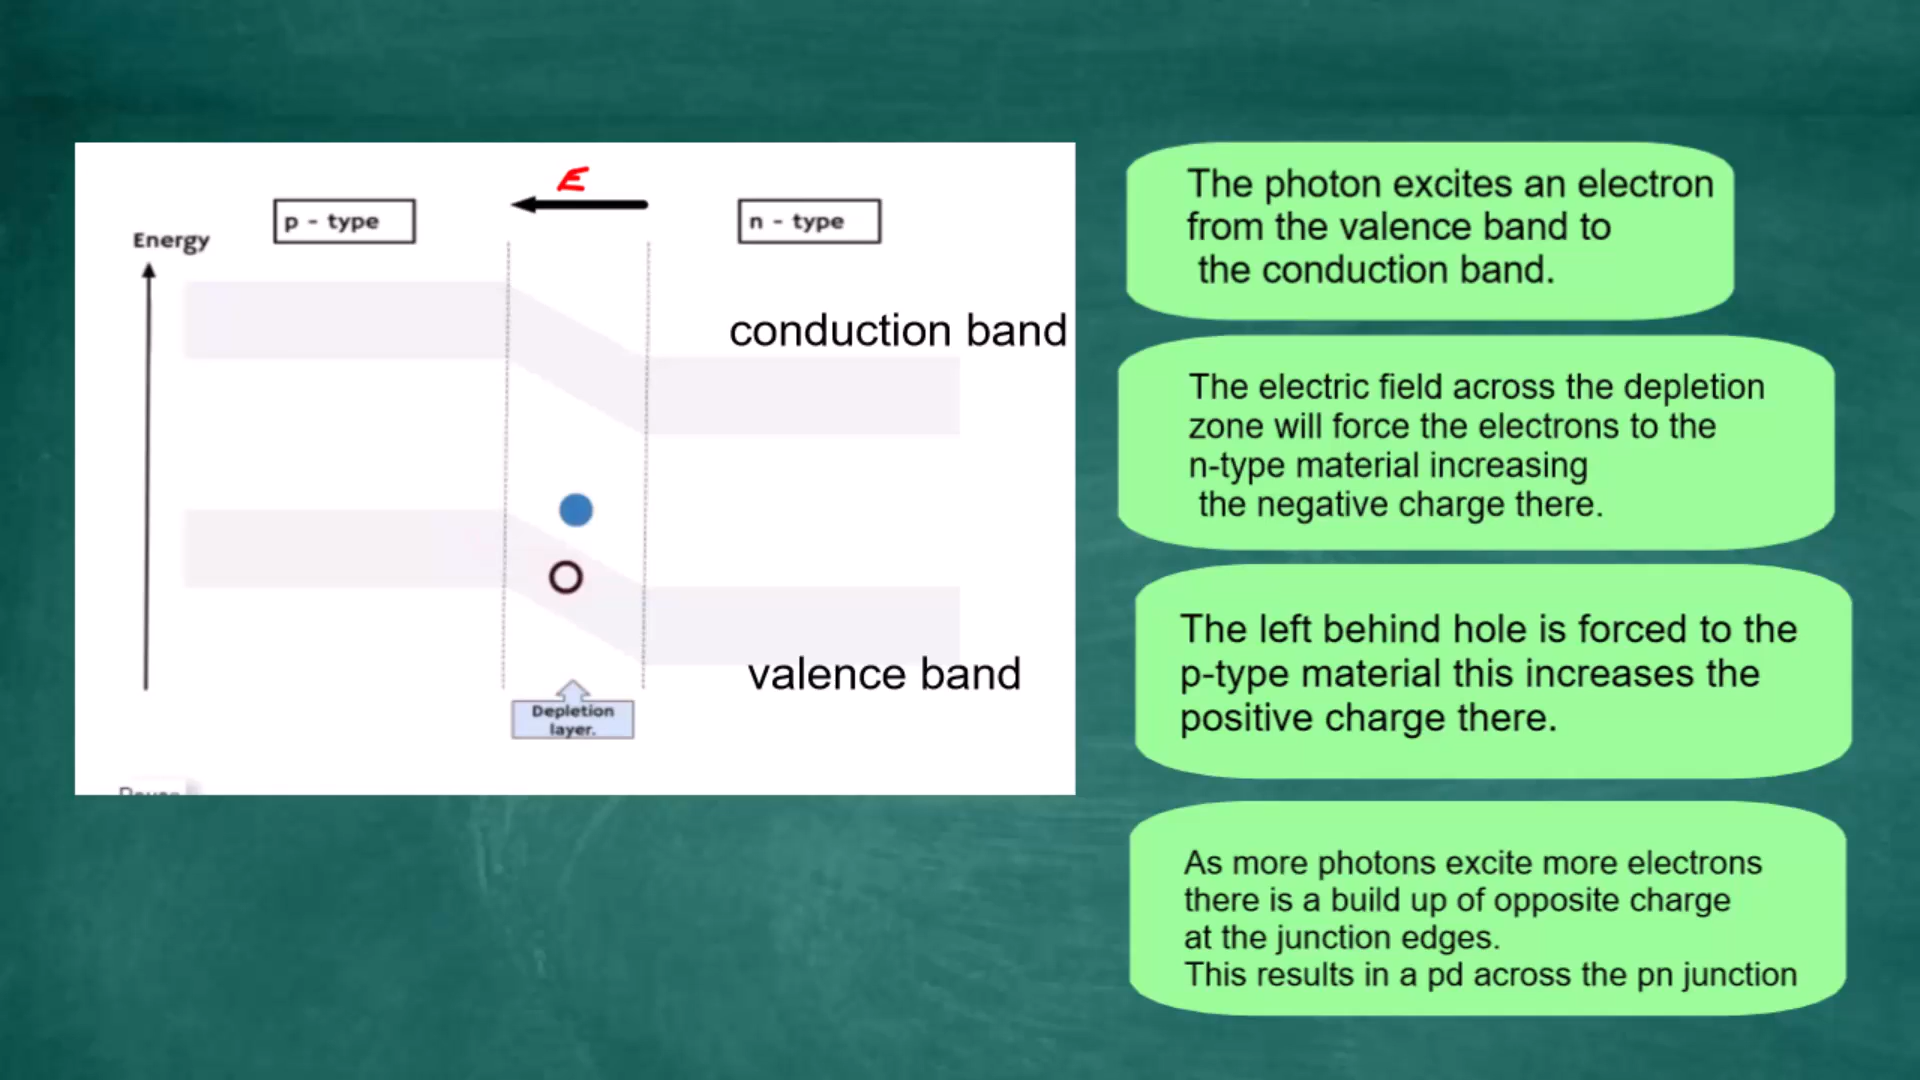 E
p - type
n - type
Energy
conduction band
valence band
Depletion
layer.
The photon excites an electron
from the valence band to
the conduction band.
The electric field across the depletion
zone will force the electrons to the
n-type material increasing
the negative charge there.
The left behind hole is forced to the
p-type material this increases the
positive charge there.
As more photons excite more electrons
there is a build up of opposite charge
at the junction edges.
This results in a pd across the pn junction